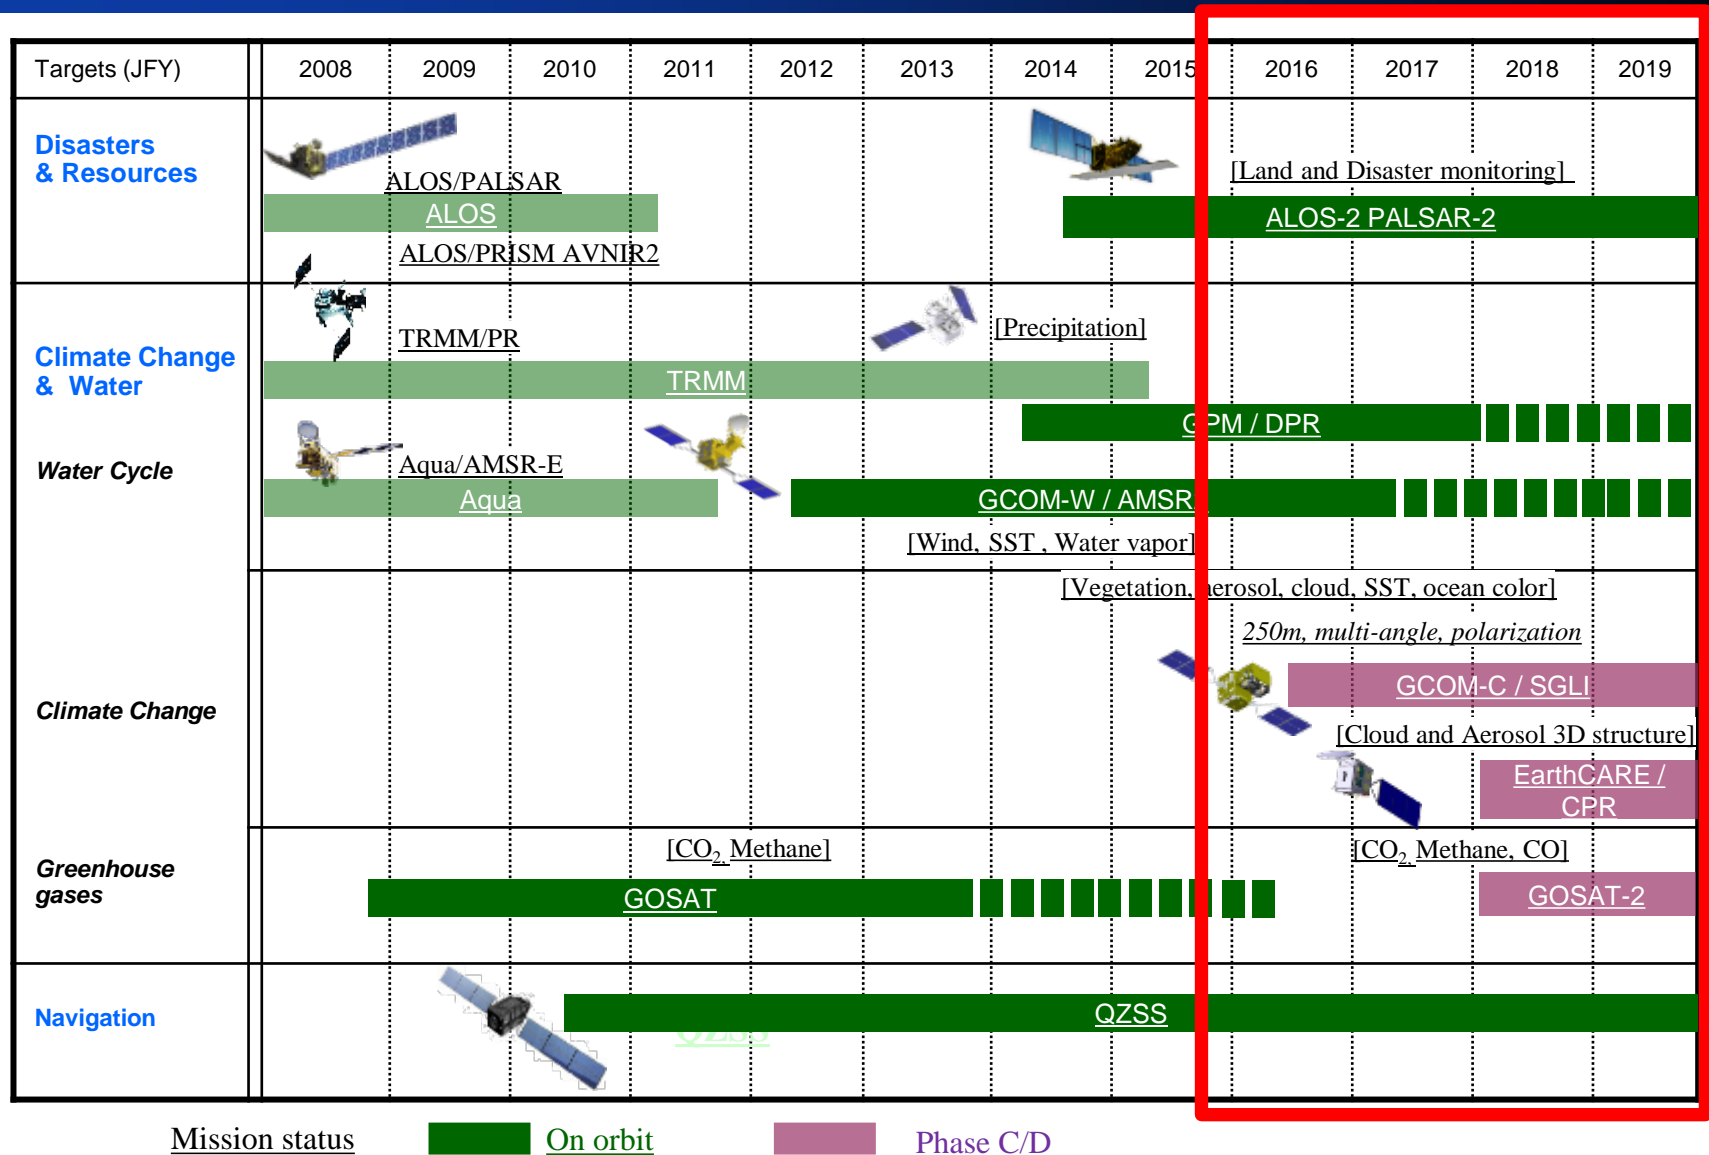 Targets (JFY) 2008 2009 2010 2011 2012 2013 2014 2015 2016 2017 2018 2019
Disasters
& Resources
[Land and Disaster monitoring]
ALOS/PALSAR
ALOS
ALOS-2 PALSAR-2
ALOS/PRISM AVNIR2
Climate Change
& Water
TRMM/PR
[Precipitation]
TRMM
GPM / DPR
Water Cycle
Aqua/AMSR-E
Aqua
GCOM-W / AMSR
[Wind, SST , Water vapor]
[Vegetation, aerosol, cloud, SST, ocean color]
250m, multi-angle, polarization
Climate Change
GCOM-C / SGLI
[Cloud and Aerosol 3D structure]
EarthCARE /
CPR
Greenhouse
gases
[CO2, Methane]
[CO2, Methane, CO]
GOSAT
GOSAT-2
Navigation
QZSS
QZSS
Mission status On orbit Phase C/D